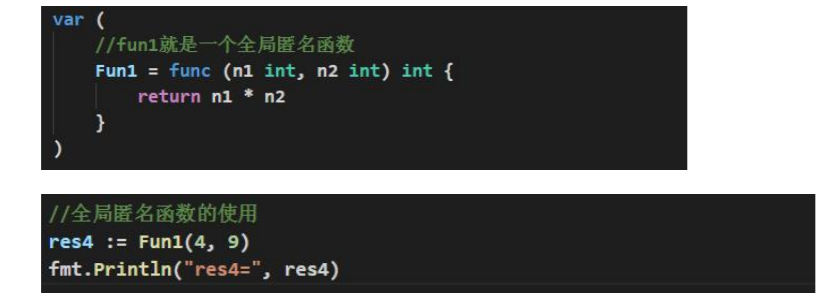 var (
    //fun1就是一个全局匿名函数
    Fun1 = func (n1 int, n2 int) int {
        return n1 * n2
    }
)
//全局匿名函数的使用
res4 := Fun1(4, 9)
fmt.Println("res4=", res4)